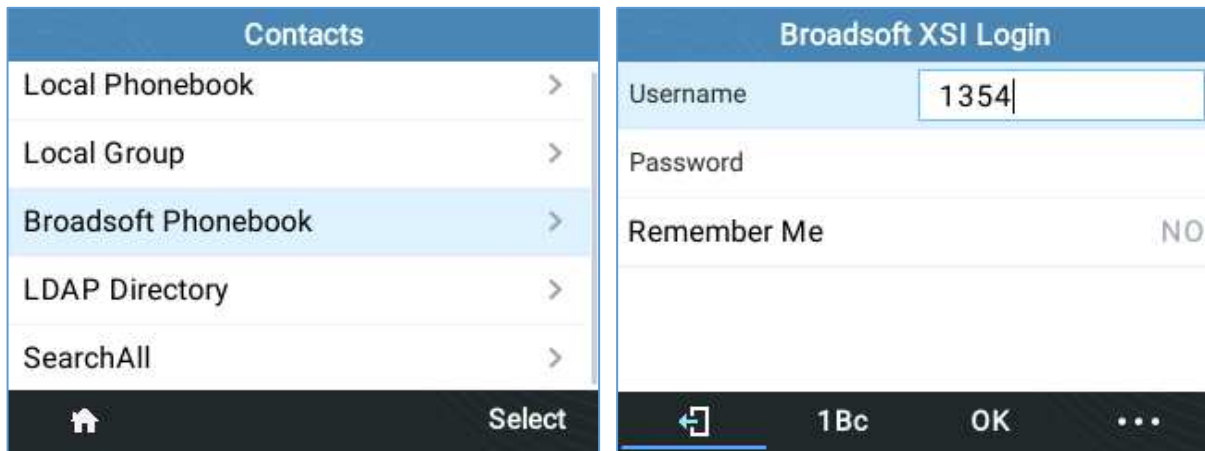 Contacts
Local Phonebook
Local Group
Broadsoft Phonebook
LDAP Directory
SearchAll
Select
Broadsoft XSI Login
Username 1354
Password
Remember Me NO
1Bc OK